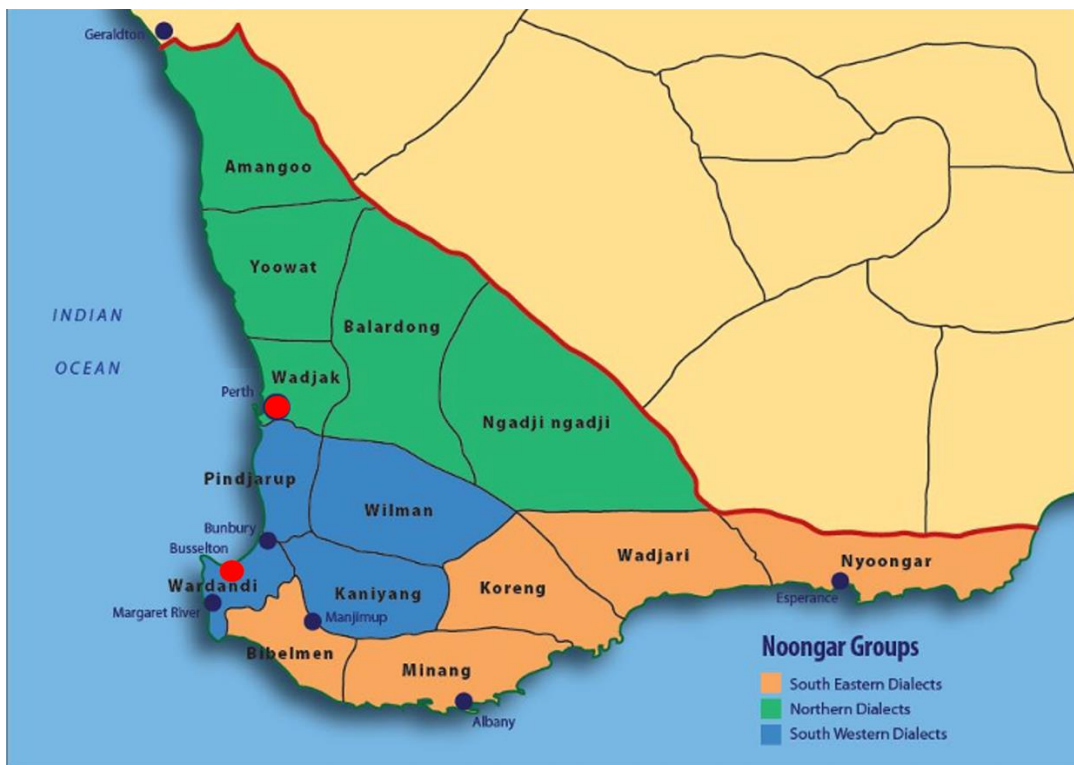 Geraldton
Amangoo
Yoowat
INDIAN
OCEAN
Balardong
Wadjak
Perth
Ngadji ngadji
Pindjarup
Wilman
Bunbury
Busselton
Wadjari
Nyoongar
Wardandi
Kaniyang
Koreng
Esperance
Margaret River
Manjimup
Bibelmen
Minang
Albany
Noongar Groups
South Eastern Dialects
Northern Dialects
South Western Dialects